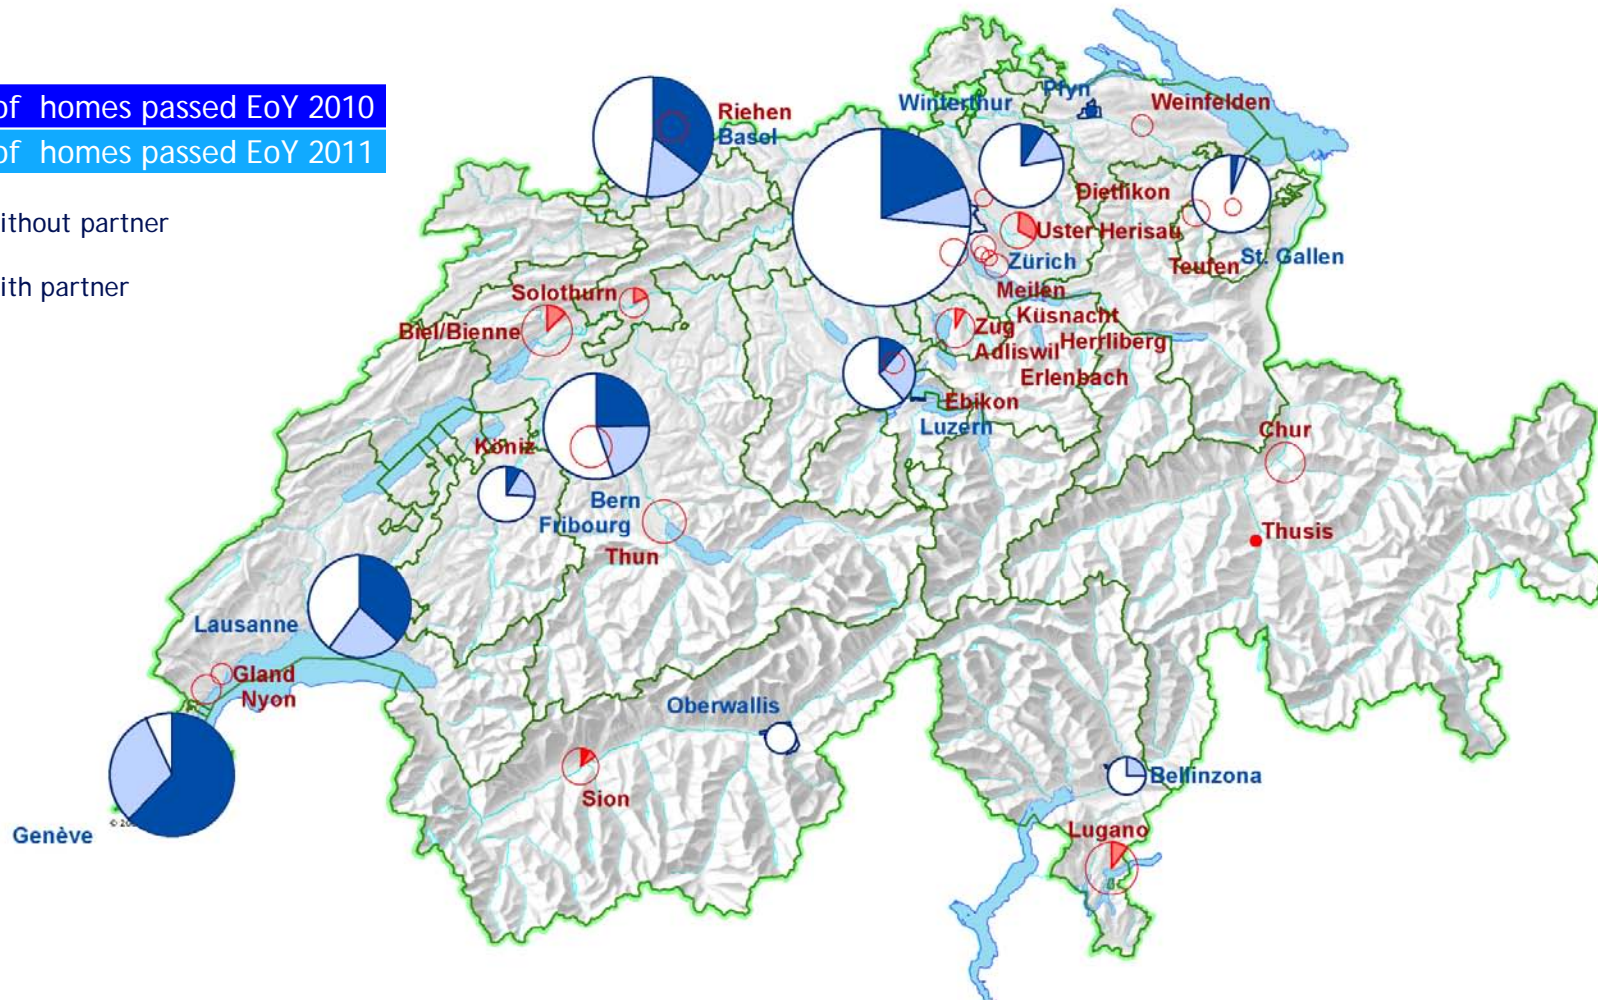 of homes passed EoY 2010
of homes passed EoY 2011
ithout partner
ith partner
Riehen
Basol
Winterthur
Pfyn
Weinfelden
Dietlikon
Uster Herisau
Zürich
Teufen
St. Gallen
Meilen
Solothurn
Biel/Bienne
Küsnacht
Zug
Herrliberg
Adliswil
Erlenbach
Ebikon
Luzern
Köniz
Chur
Bern
Fribourg
Thun
Thusis
Lausanne
Gland
Nyon
Oberwallis
Bellinzona
Sion
Lugano
Genève